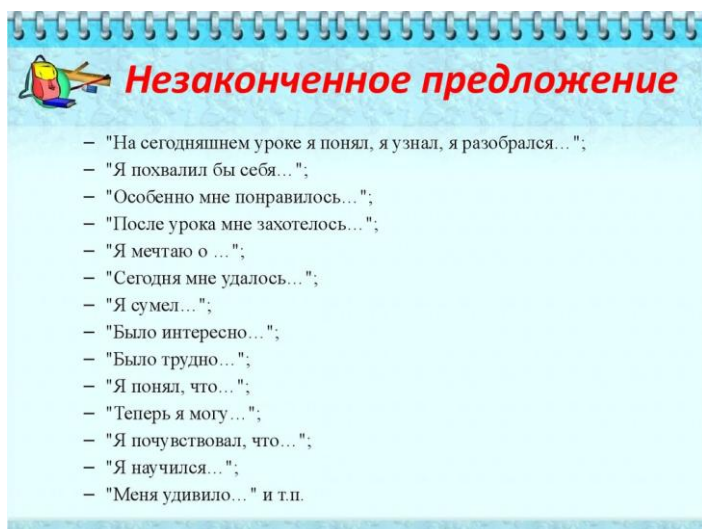 Незаконченное предложение
– "На сегодняшнем уроке я понял, я узнал, я разобрался…";
– "Я похвалил бы себя…";
– "Особенно мне понравилось…";
– "После урока мне захотелось…";
– "Я мечтаю о …";
– "Сегодня мне удалось…";
– "Я сумел…";
– "Было интересно…";
– "Было трудно…";
– "Я понял, что…";
– "Теперь я могу…";
– "Я почувствовал, что…";
– "Я научился…";
– "Меня удивило…" и т.п.